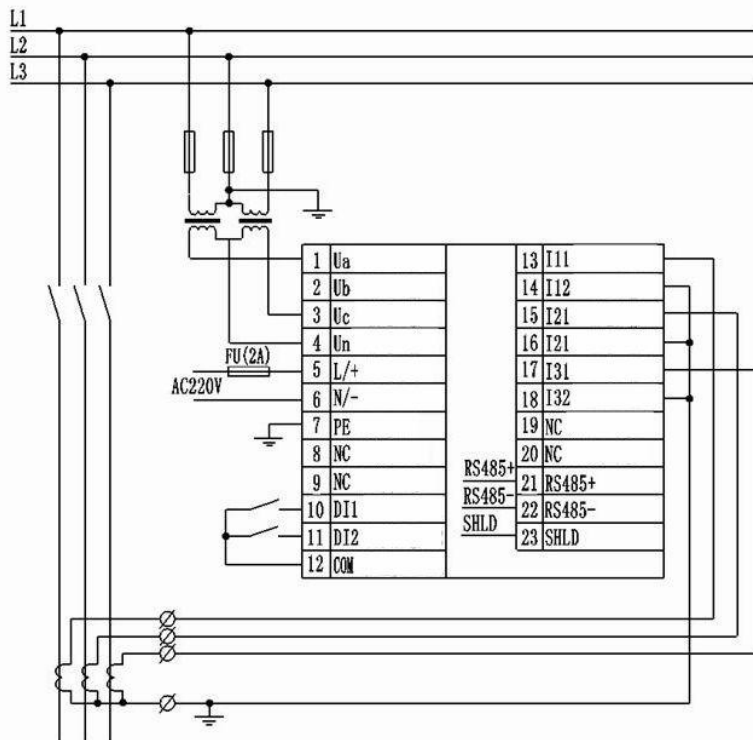 L1
L2
L3
1 Ua
2 Ub
3 Uc
4 Un
FU(2A)
5 L/+
AC220V
6 N/-
7 PE
8 NC
9 NC
10 DI1
11 DI2
12 COM
13 I11
14 I12
15 I21
16 I21
17 I31
18 I32
19 NC
20 NC
RS485+
21 RS485+
RS485-
22 RS485-
SHLD
23 SHLD